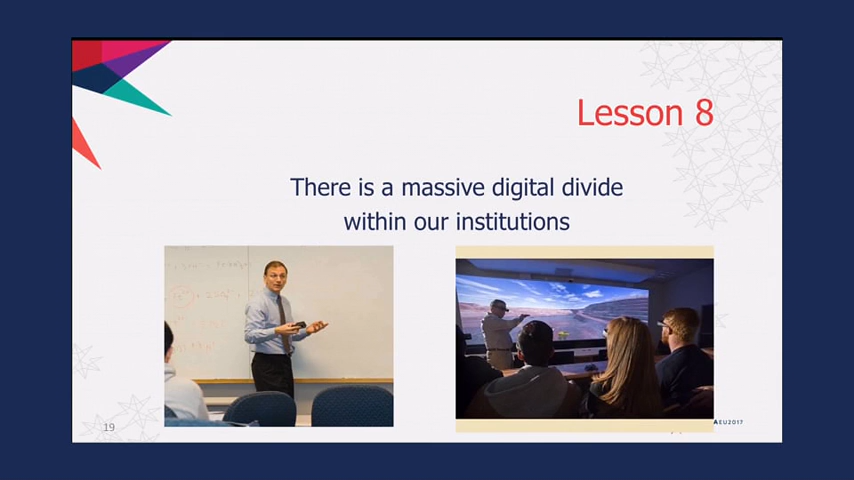 Lesson 8
There is a massive digital divide
within our institutions
19
AEU2017